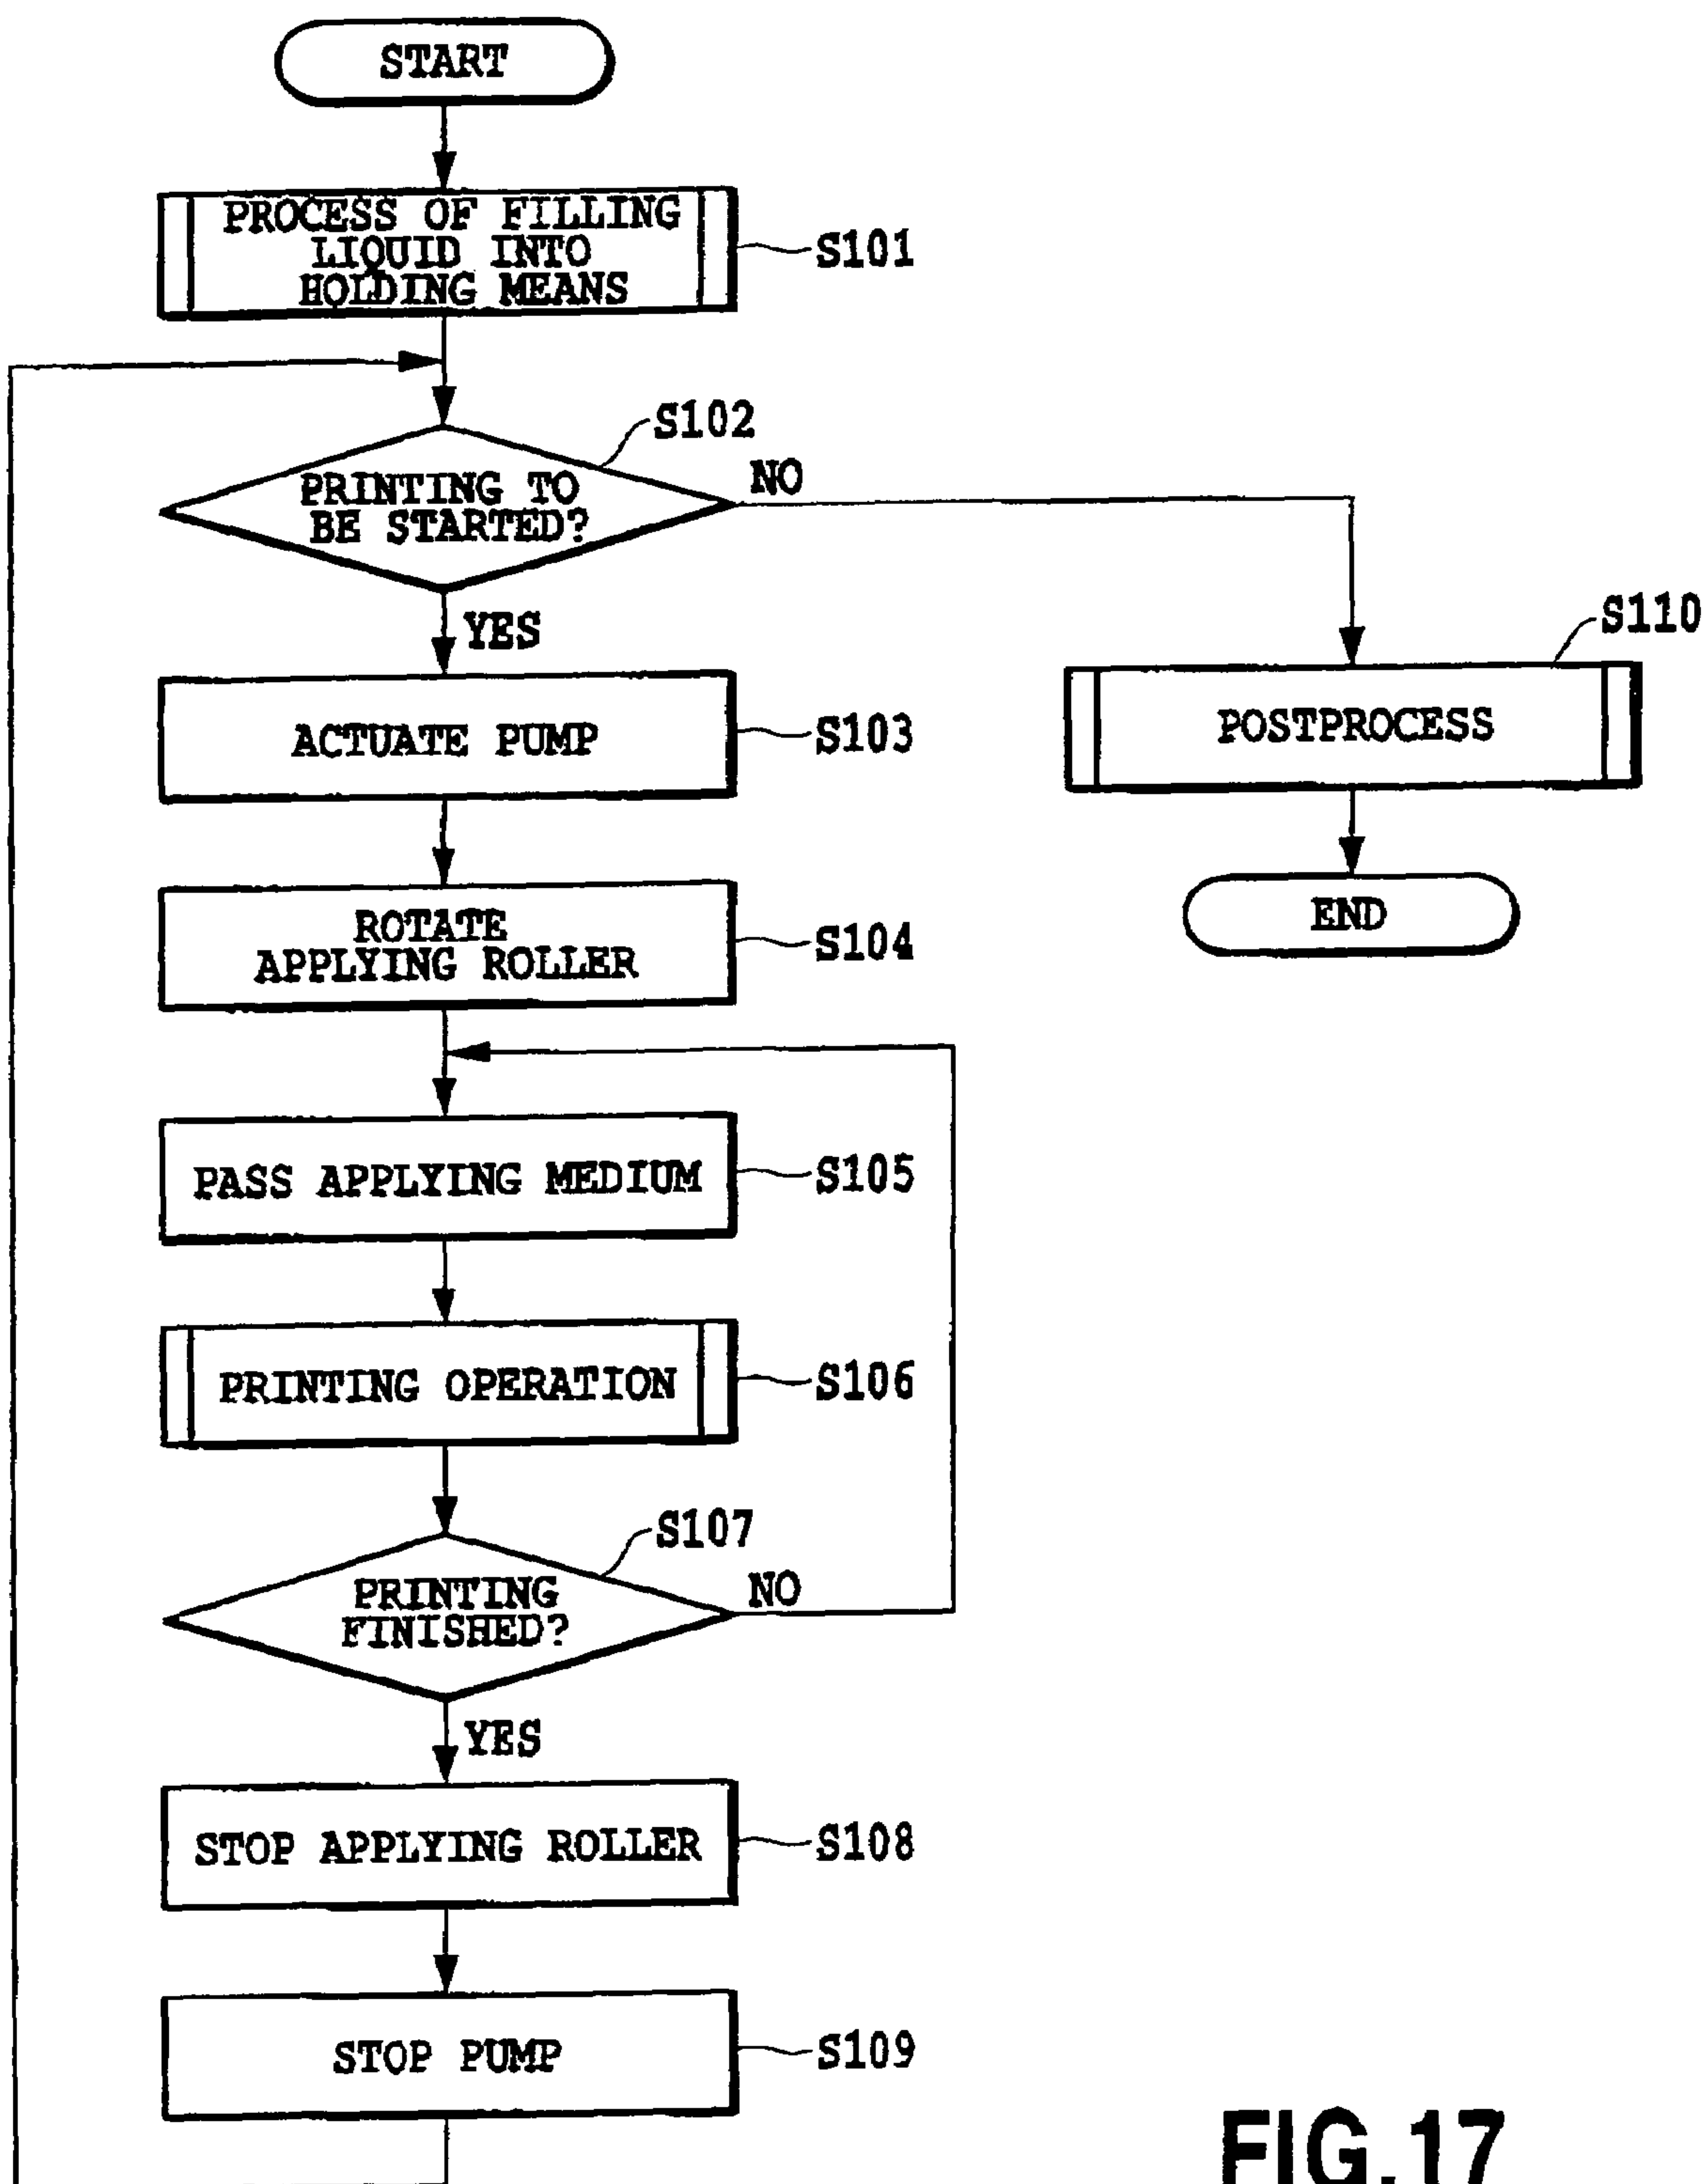 START
PROCESS OF FILLING
LIQUID INTO
HOLDING MEANS
S101
S102
PRINTING TO
BE STARTED?
NO
YES
S110
ACTUATE PUMP
S103
POSTPROCESS
ROTATE
APPLYING ROLLER
S104
END
PASS APPLYING MEDIUM
S105
PRINTING OPERATION
S106
S107
PRINTING
FINISHED?
NO
YES
STOP APPLYING ROLLER
S108
STOP PUMP
S109
FIG.17